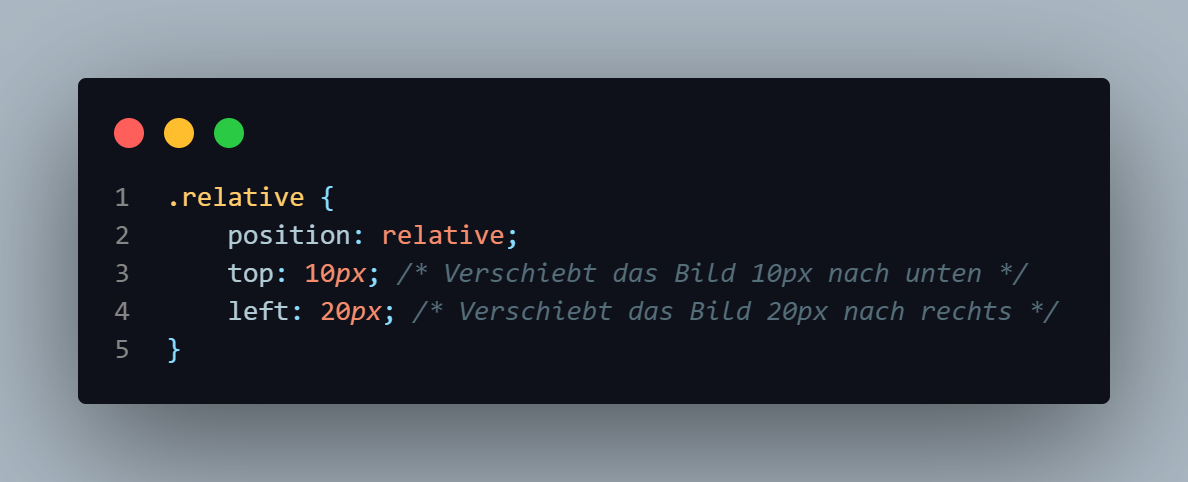 1 .relative {
2 position: relative;
3 top: 10px; /* Verschiebt das Bild 10px nach unten */
4 left: 20px; /* Verschiebt das Bild 20px nach rechts */
5 }